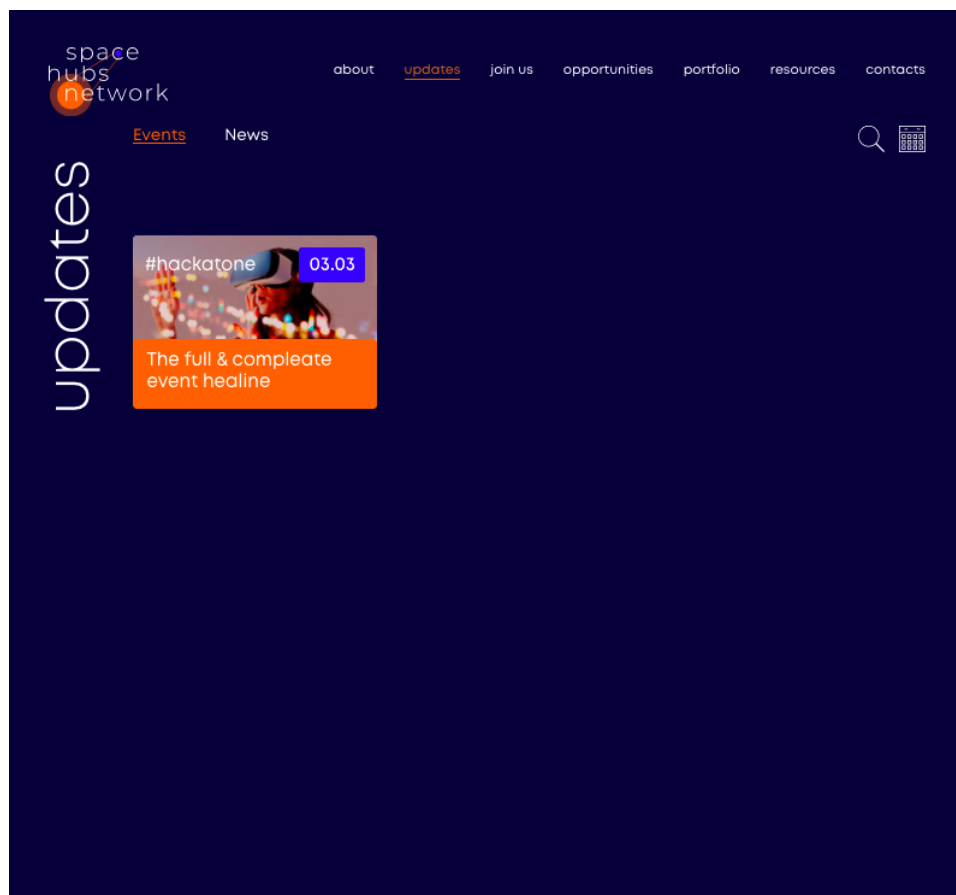 space
hubs
network
about updates join us opportunities portfolio resources contacts
Events News
updates
#hackatone 03.03
The full & compleate
event healine